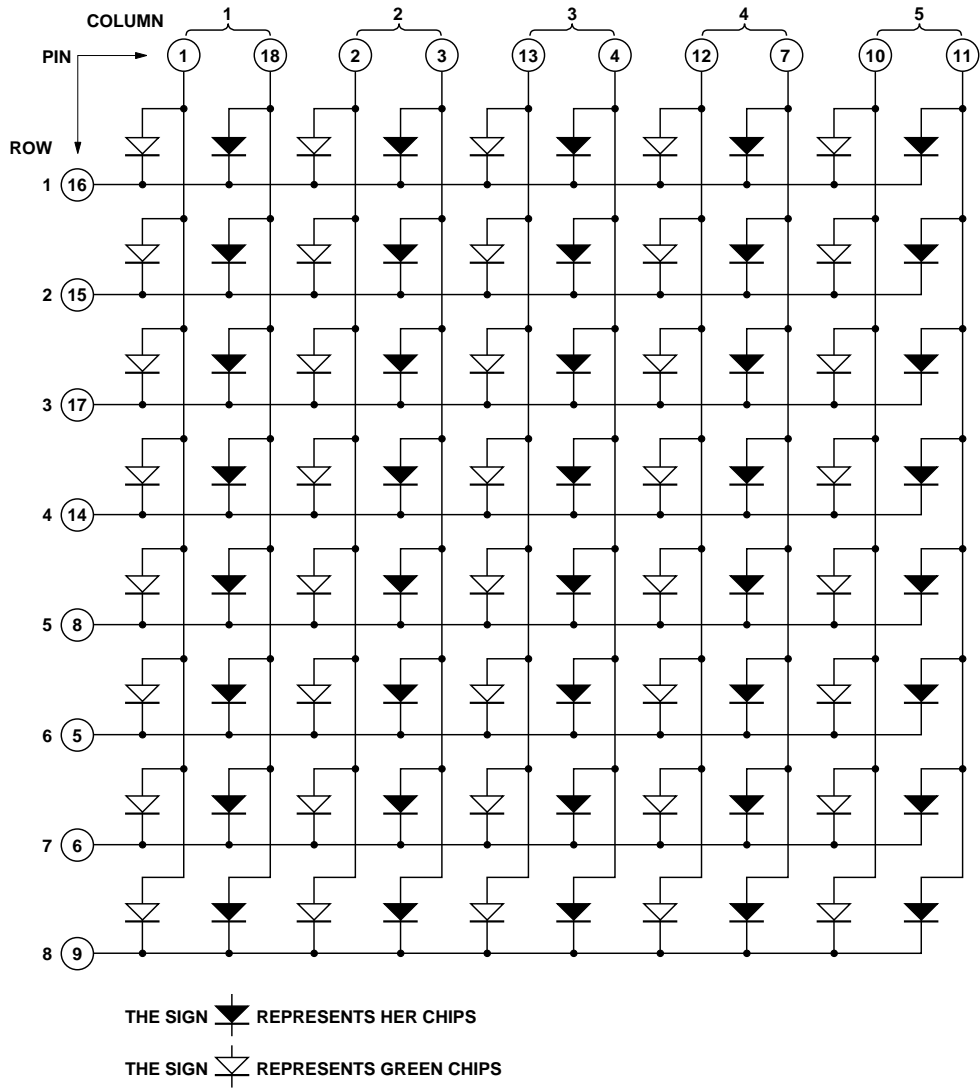 COLUMN 1 2 3 4 5
PIN 1 18 2 3 13 4 12 7 10 11
ROW
1 16
2 15
3 17
4 14
5 8
6 5
7 6
8 9
THE SIGN REPRESENTS HER CHIPS
THE SIGN REPRESENTS GREEN CHIPS